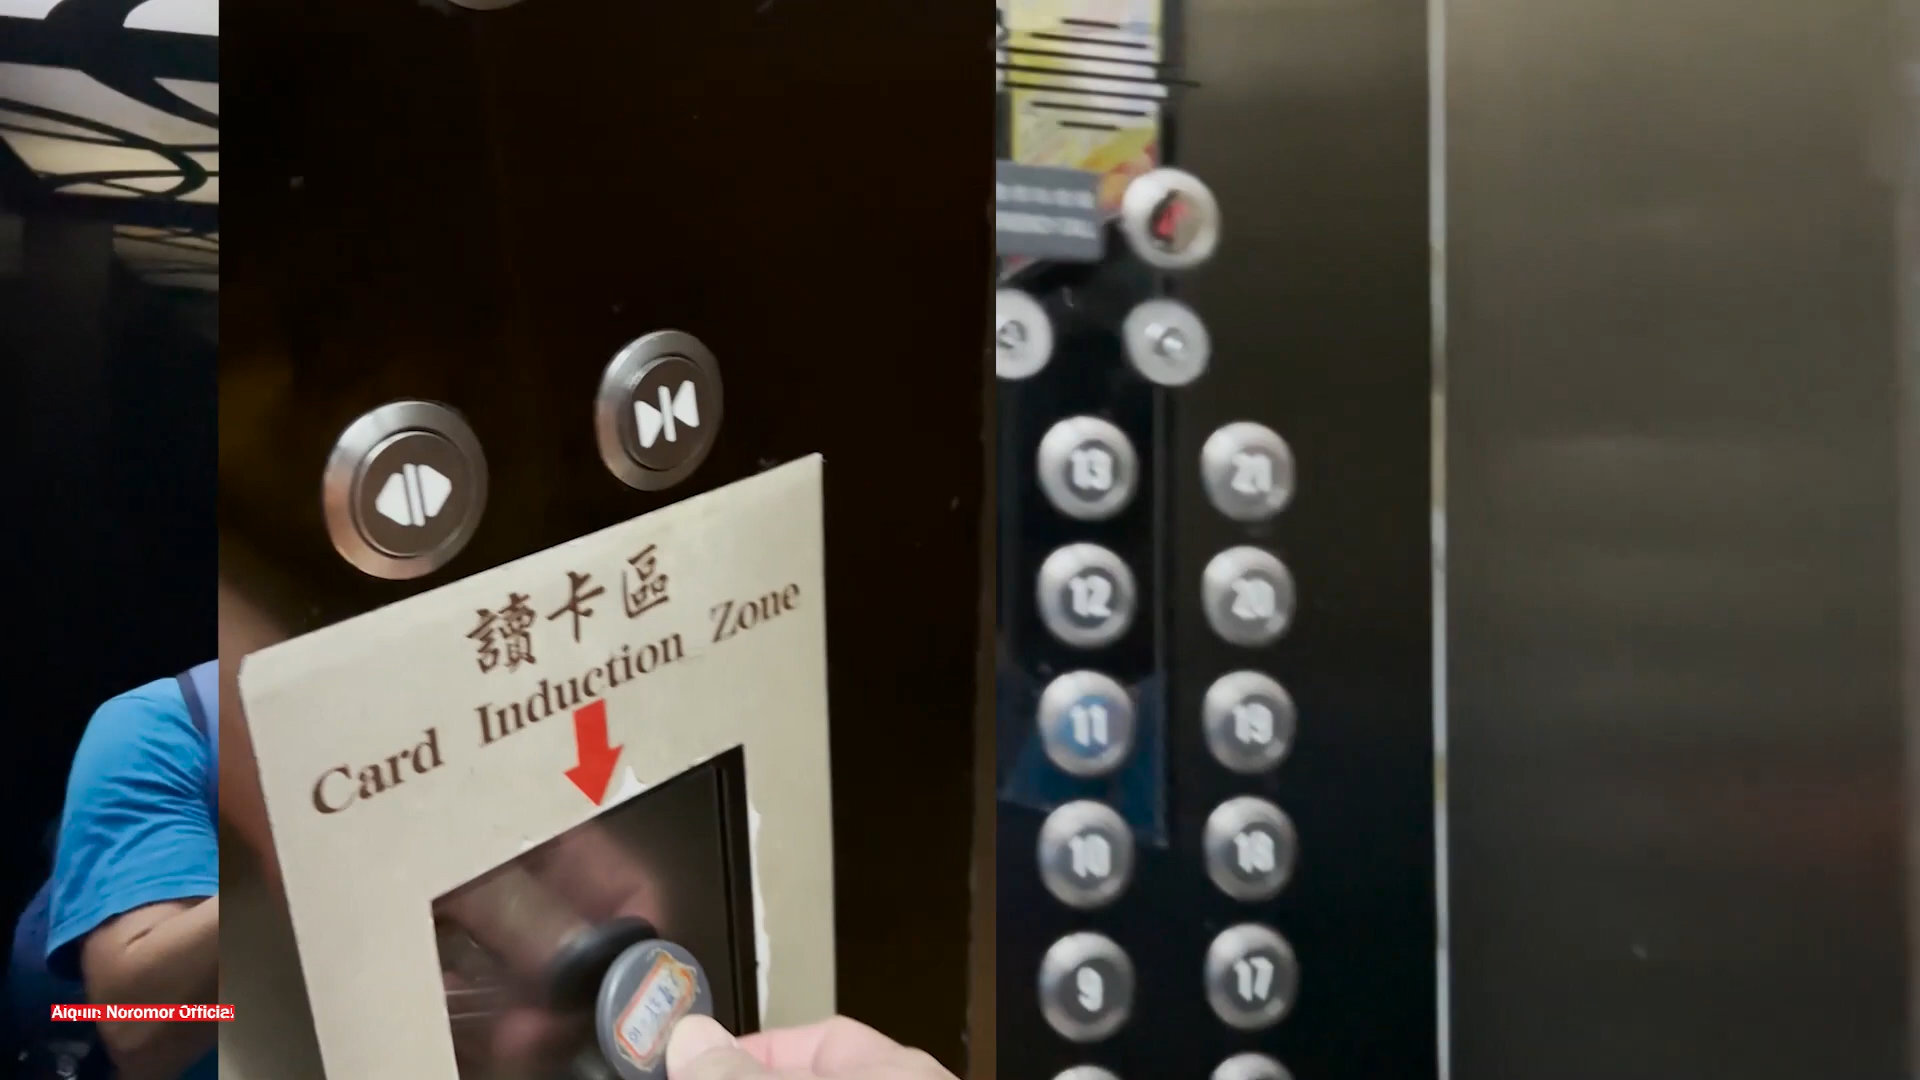 讀卡區
Card Induction Zone
13 21
12 20
11 19
10 18
9 17
Aiquin Noromor Official